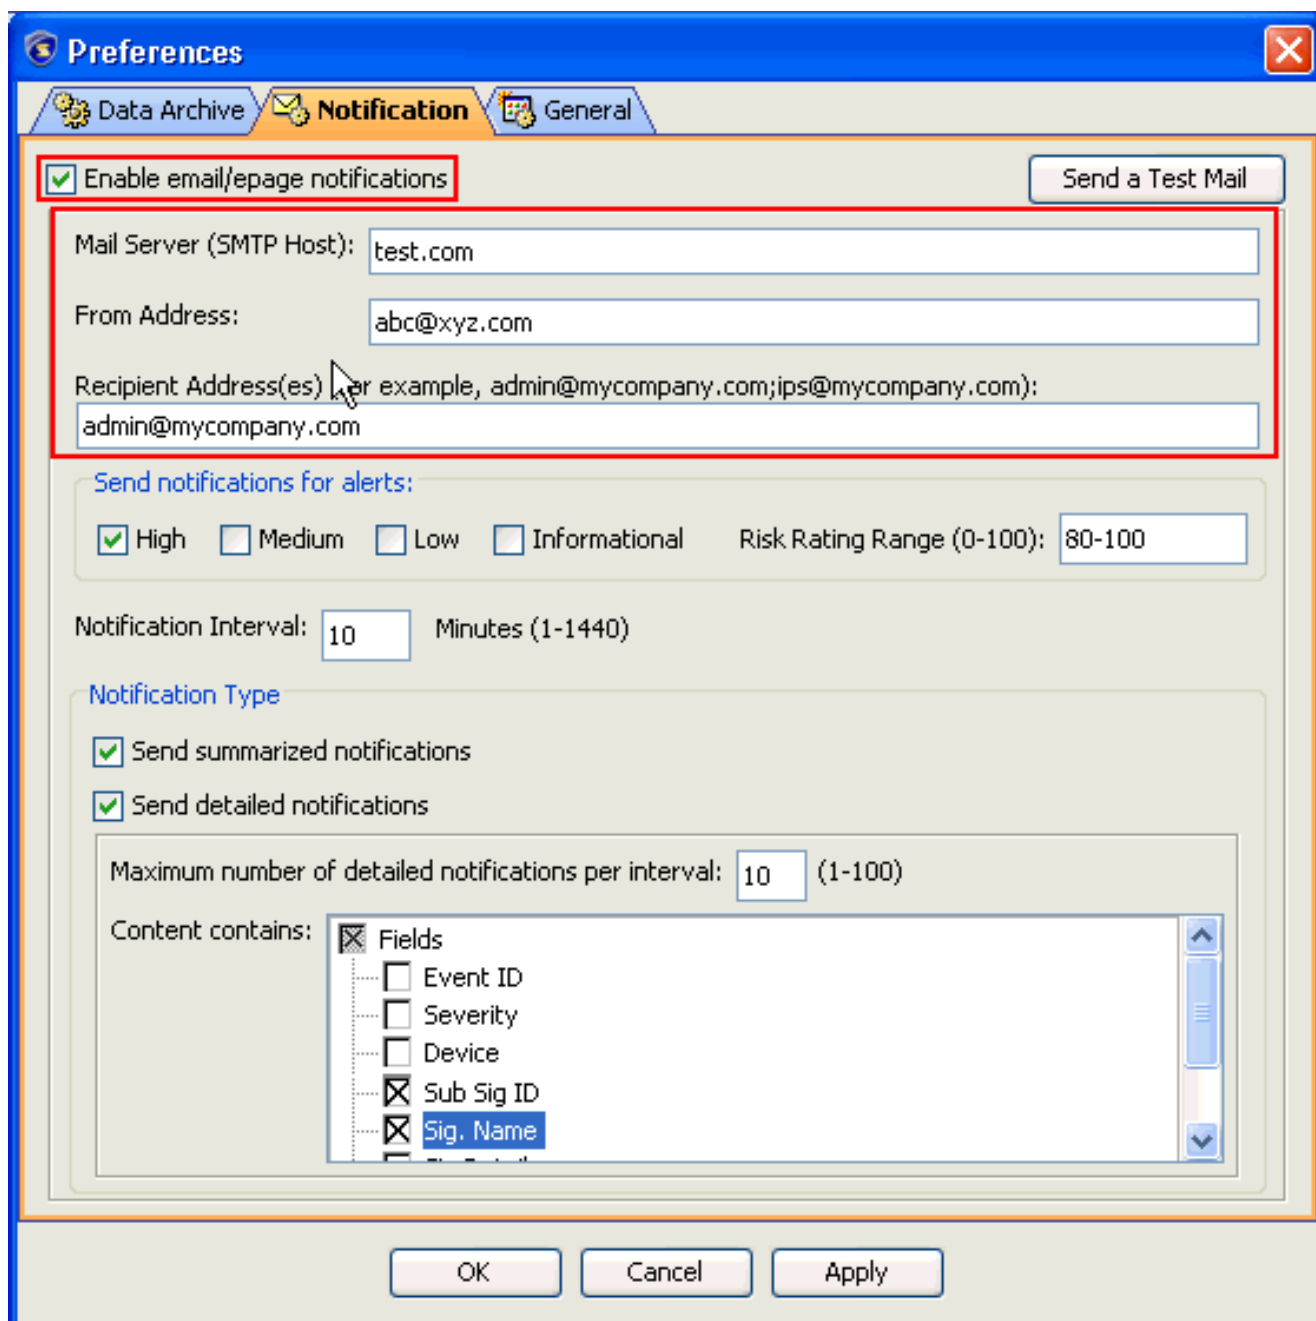 Preferences
Data Archive Notification General
Enable email/epage notifications Send a Test Mail
Mail Server (SMTP Host): test.com
From Address: abc@xyz.com
Recipient Address(es) example, admin@mycompany.com;ips@mycompany.com):
admin@mycompany.com
Send notifications for alerts:
High Medium Low Informational Risk Rating Range (0-100): 80-100
Notification Interval: 10 Minutes (1-1440)
Notification Type
Send summarized notifications
Send detailed notifications
Maximum number of detailed notifications per interval: 10 (1-100)
Content contains: Fields
Event ID
Severity
Device
Sub Sig ID
Sig. Name
OK Cancel Apply